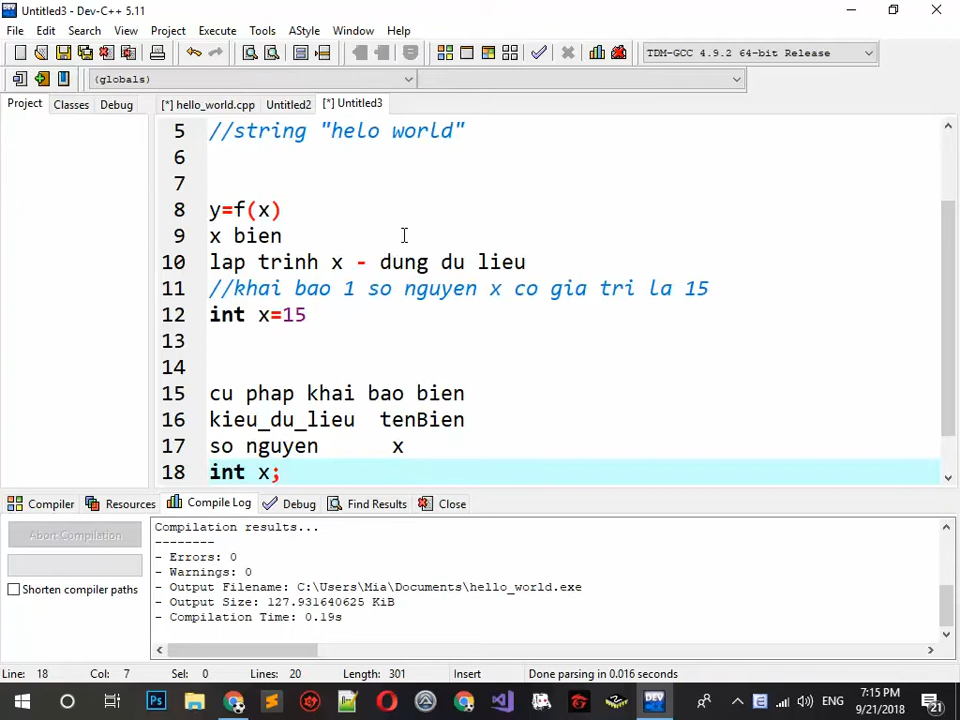 Untitled3 - Dev-C++ 5.11
File Edit Search View Project Execute Tools AStyle Window Help
TDM-GCC 4.9.2 64-bit Release
(globals)
Project Classes Debug [*] hello_world.cpp Untitled2 [*] Untitled3
5 //string "helo world"
6
7
8 y=f(x)
9 x bien
10 lap trinh x - dung du lieu
11 //khai bao 1 so nguyen x co gia tri la 15
12 int x=15
13
14
15 cu phap khai bao bien
16 kieu_du_lieu tenBien
17 so nguyen x
18 int x;
Compiler Resources Compile Log Debug Find Results Close
Abort Compilation
Shorten compiler paths
Compilation results...
--------
- Errors: 0
- Warnings: 0
- Output Filename: C:\Users\Mia\Documents\hello_world.exe
- Output Size: 127.931640625 KiB
- Compilation Time: 0.19s
Line: 18 Col: 7 Sel: 0 Lines: 20 Length: 301 Insert Done parsing in 0.016 seconds
Ps DEV ENG 7:15 PM
9/21/2018
21